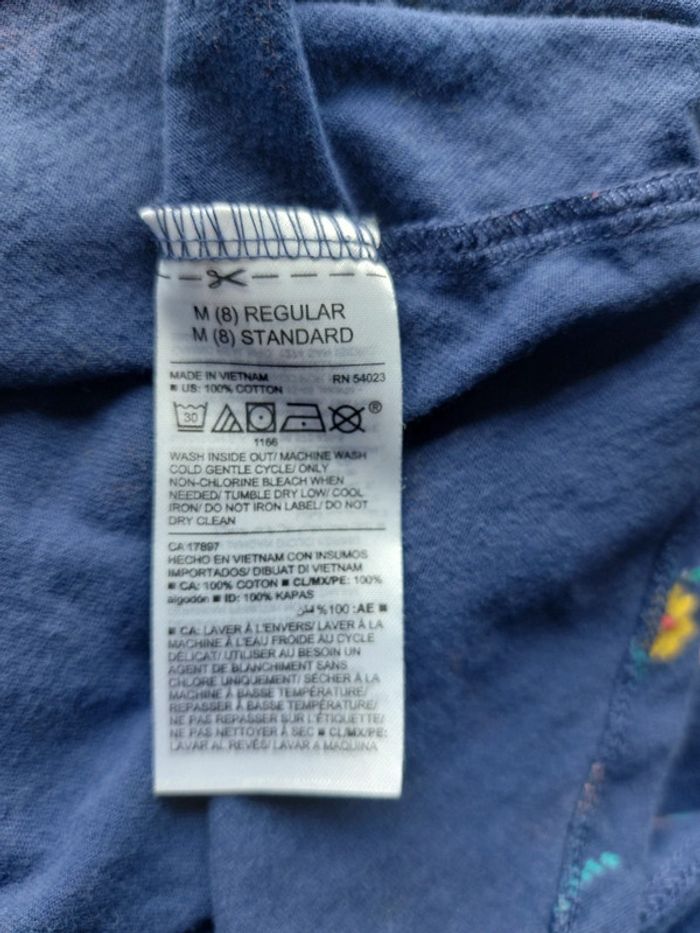 M (8) REGULAR
M (8) STANDARD
MADE IN VIETNAM RN 54023
■ US: 100% COTTON
30
®
1166
WASH INSIDE OUT/ MACHINE WASH
COLD GENTLE CYCLE/ ONLY
NON-CHLORINE BLEACH WHEN
NEEDED/ TUMBLE DRY LOW/ COOL
IRON/ DO NOT IRON LABEL/ DO NOT
DRY CLEAN
CA 17897
HECHO EN VIETNAM CON INSUMOS
IMPORTADOS/ DIBUAT DI VIETNAM
■ CA: 100% COTON ■ CL/MX/PE: 100%
algodón ■ ID: 100% KAPAS
■ AE: 100%
■ CA: LAVER À L'ENVERS/ LAVER À LA
MACHINE À L'EAU FROIDE AU CYCLE
DÉLICAT/ UTILISER AU BESOIN UN
AGENT DE BLANCHIMENT SANS
CHLORE UNIQUEMENT/ SÉCHER À LA
MACHINE À BASSE TEMPÉRATURE/
REPASSER À BASSE TEMPÉRATURE/
NE PAS REPASSER SUR L'ÉTIQUETTE/
NE PAS NETTOYER À SEC ■ CL/MX/PE:
LAVAR AL REVÉS/ LAVAR A MAQUINA